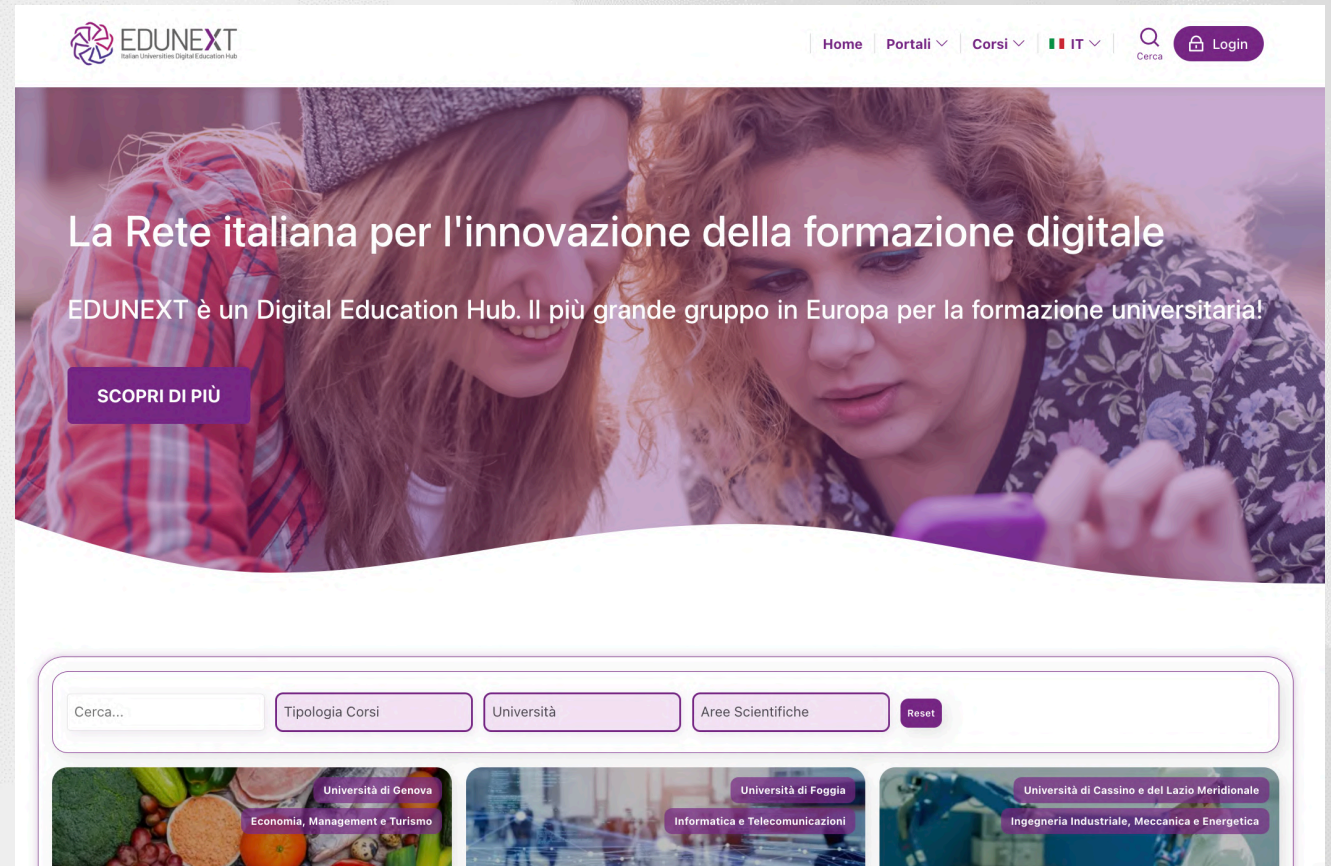 EDUNEXT
Italian Universities Digital Education Hub
Home Portali Corsi IT Cerca Login
La Rete italiana per l'innovazione della formazione digitale
EDUNEXT è un Digital Education Hub. Il più grande gruppo in Europa per la formazione universitaria!
SCOPRI DI PIÙ
Cerca... Tipologia Corsi Università Aree Scientifiche Reset
Università di Genova
Economia, Management e Turismo
Università di Foggia
Informatica e Telecomunicazioni
Università di Cassino e del Lazio Meridionale
Ingegneria Industriale, Meccanica e Energetica